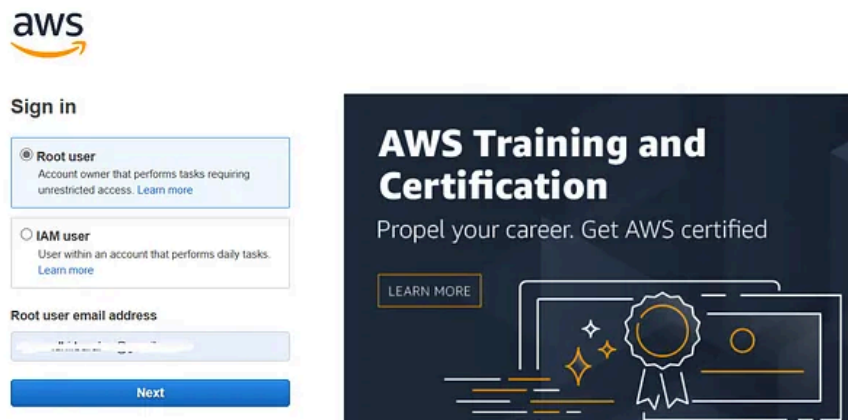 aws
Sign in
Root user
Account owner that performs tasks requiring
unrestricted access. Learn more
IAM user
User within an account that performs daily tasks.
Learn more
Root user email address
Next
AWS Training and
Certification
Propel your career. Get AWS certified
LEARN MORE